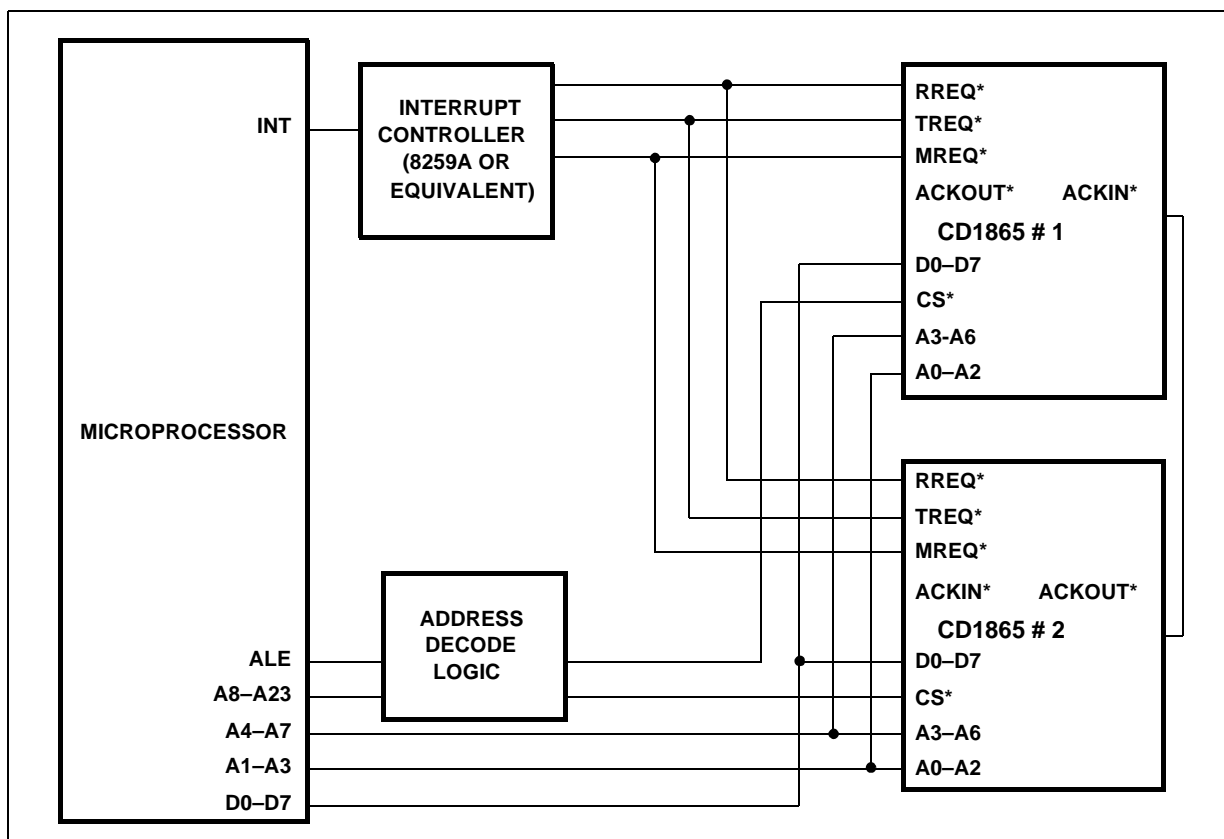 MICROPROCESSOR
INT
ALE
A8–A23
A4–A7
A1–A3
D0–D7
INTERRUPT
CONTROLLER
(8259A OR
EQUIVALENT)
ADDRESS
DECODE
LOGIC
RREQ*
TREQ*
MREQ*
ACKOUT* ACKIN*
CD1865 # 1
D0–D7
CS*
A3-A6
A0–A2
RREQ*
TREQ*
MREQ*
ACKIN* ACKOUT*
CD1865 # 2
D0–D7
CS*
A3–A6
A0–A2